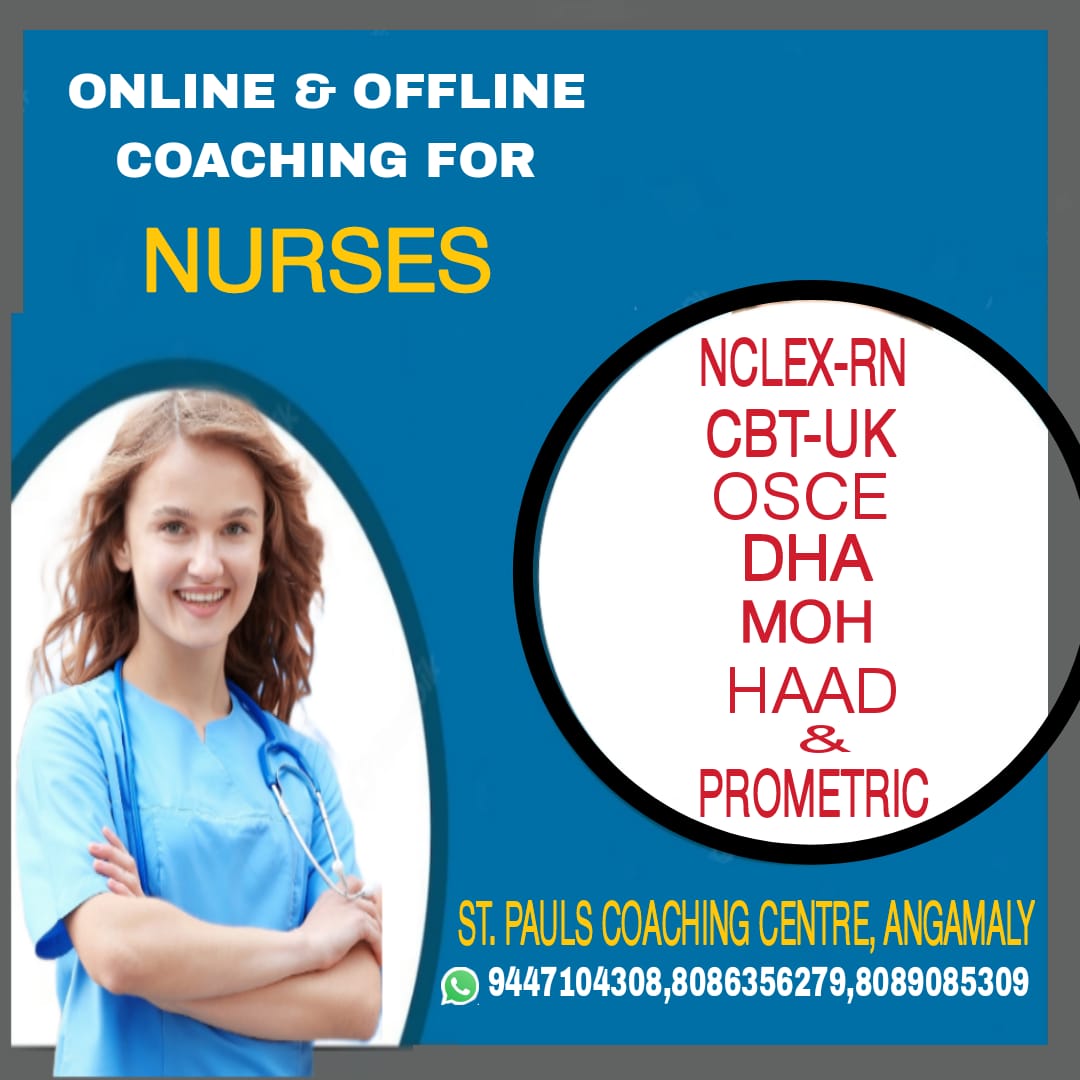 ONLINE & OFFLINE
COACHING FOR
NURSES
NCLEX-RN
CBT-UK
OSCE
DHA
MOH
HAAD
&
PROMETRIC
ST. PAULS COACHING CENTRE, ANGAMALY
9447104308,8086356279,8089085309